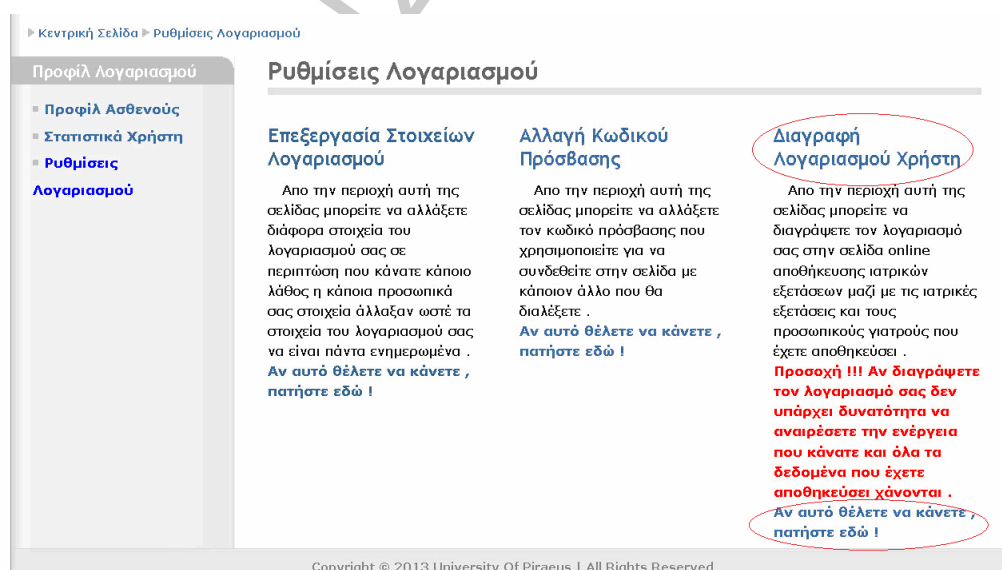 Κεντρική Σελίδα Ρυθμίσεις Λογαριασμού
Προφίλ Λογαριασμού
Προφίλ Ασθενούς
Στατιστικά Χρήστη
Ρυθμίσεις
Λογαριασμού
Ρυθμίσεις Λογαριασμού
Επεξεργασία Στοιχείων
Λογαριασμού
Απο την περιοχή αυτή της
σελίδας μπορείτε να αλλάξετε
διάφορα στοιχεία του
λογαριασμού σας σε
περιπτώση που κάνατε κάποιο
λάθος η κάποια προσωπικά
σας στοιχεία άλλαξαν ωστέ τα
στοιχεία του λογαριασμού σας
να είναι πάντα ενημερωμένα .
Αν αυτό θέλετε να κάνετε ,
πατήστε εδώ !
Αλλαγή Κωδικού
Πρόσβασης
Απο την περιοχή αυτή της
σελίδας μπορείτε να αλλάξετε
τον κωδικό πρόσβασης που
χρησιμοποιείτε για να
συνδεθείτε στην σελίδα με
κάποιον άλλο που θα
διαλέξετε .
Αν αυτό θέλετε να κάνετε ,
πατήστε εδώ !
Διαγραφή
Λογαριασμού Χρήστη
Απο την περιοχή αυτή της
σελίδας μπορείτε να
διαγράψετε τον λογαριασμό
σας στην σελίδα online
αποθήκευσης ιατρικών
εξετάσεων μαζί με τις ιατρικές
εξετάσεις και τους
προσωπικούς γιατρούς που
έχετε αποθηκεύσει .
Προσοχή !!! Αν διαγράψετε
τον λογαριασμό σας δεν
υπάρχει δυνατότητα να
αναιρέσετε την ενέργεια
που κάνατε και όλα τα
δεδομένα που έχετε
αποθηκεύσει χάνονται .
Αν αυτό θέλετε να κάνετε ,
πατήστε εδώ !
Copyright © 2013 University Of Piraeus | All Rights Reserved